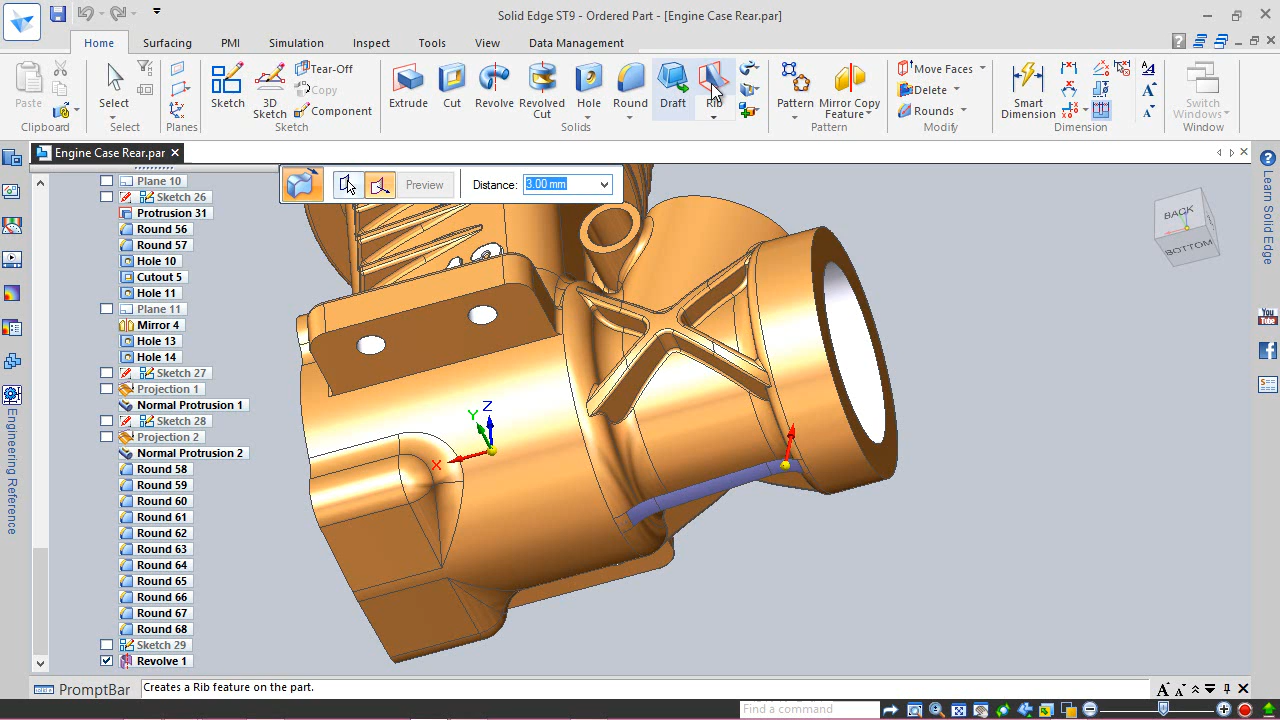 Solid Edge ST9 - Ordered Part - [Engine Case Rear.par]
Home Surfacing PMI Simulation Inspect Tools View Data Management
Paste
Clipboard
Select
Select
Planes
Sketch
3D Sketch
Tear-Off
Copy
Component
Sketch
Extrude Cut Revolve Revolved Cut Hole Round Draft Rib
Solids
Pattern Mirror Copy Feature
Pattern
Move Faces
Delete
Rounds
Modify
Smart Dimension
Dimension
Switch Windows
Window
Engine Case Rear.par
Preview Distance: 3.00 mm
Plane 10
Sketch 26
Protrusion 31
Round 56
Round 57
Hole 10
Cutout 5
Hole 11
Plane 11
Mirror 4
Hole 13
Hole 14
Sketch 27
Projection 1
Normal Protrusion 1
Sketch 28
Projection 2
Normal Protrusion 2
Round 58
Round 59
Round 60
Round 61
Round 62
Round 63
Round 64
Round 65
Round 66
Round 67
Round 68
Sketch 29
Revolve 1
Engineering Reference
X Y Z
BACK
BOTTOM
Learn Solid Edge
You Tube
PromptBar
Creates a Rib feature on the part.
Find a command